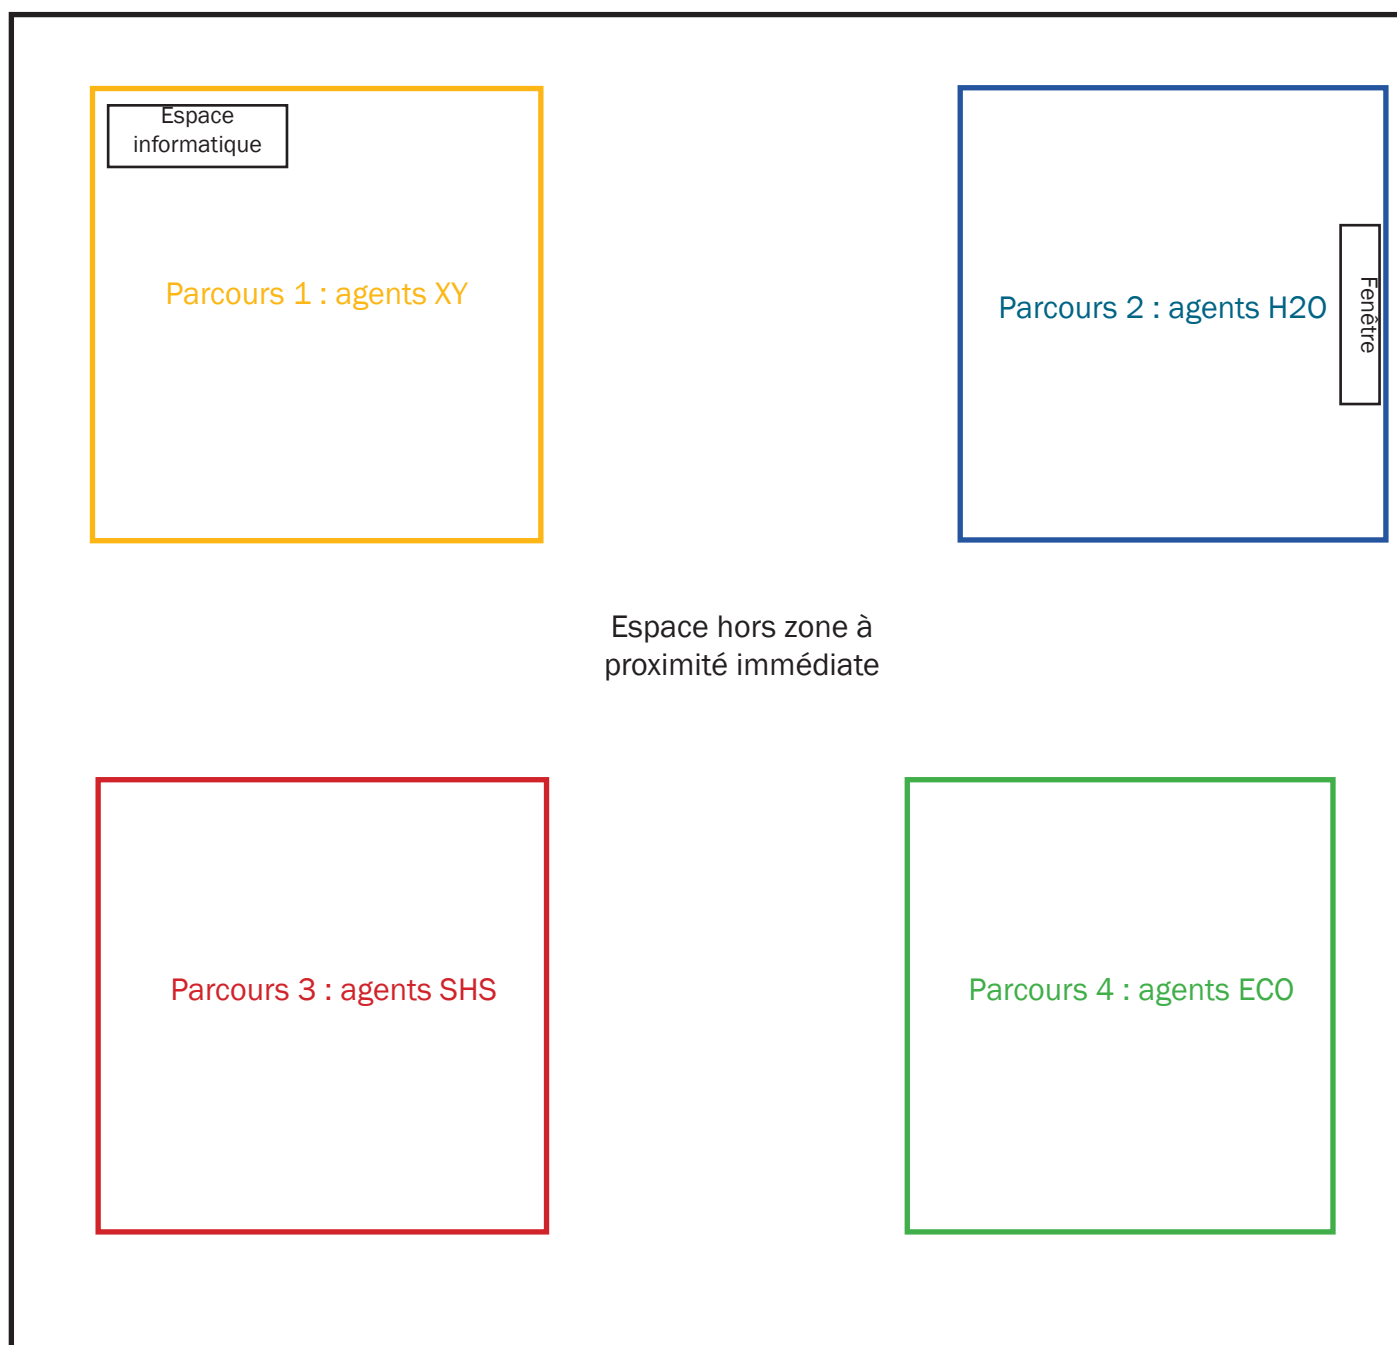 Espace
informatique
Parcours 1 : agents XY
Parcours 2 : agents H2O
Fenêtre
Espace hors zone à
proximité immédiate
Parcours 3 : agents SHS
Parcours 4 : agents ECO